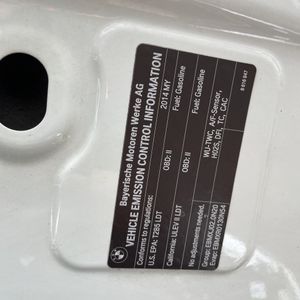 Bayerische Motoren Werke AG
VEHICLE EMISSION CONTROL INFORMATION
Conforms to regulations: 2014 MY
U.S. EPA: T2B5 LDT OBD: II Fuel: Gasoline
California: ULEV II LDT OBD: II Fuel: Gasoline
No adjustments needed. WU-TWC, A/F-Sensor,
Group: HO2S, DFI, TC, CAC
Evap: